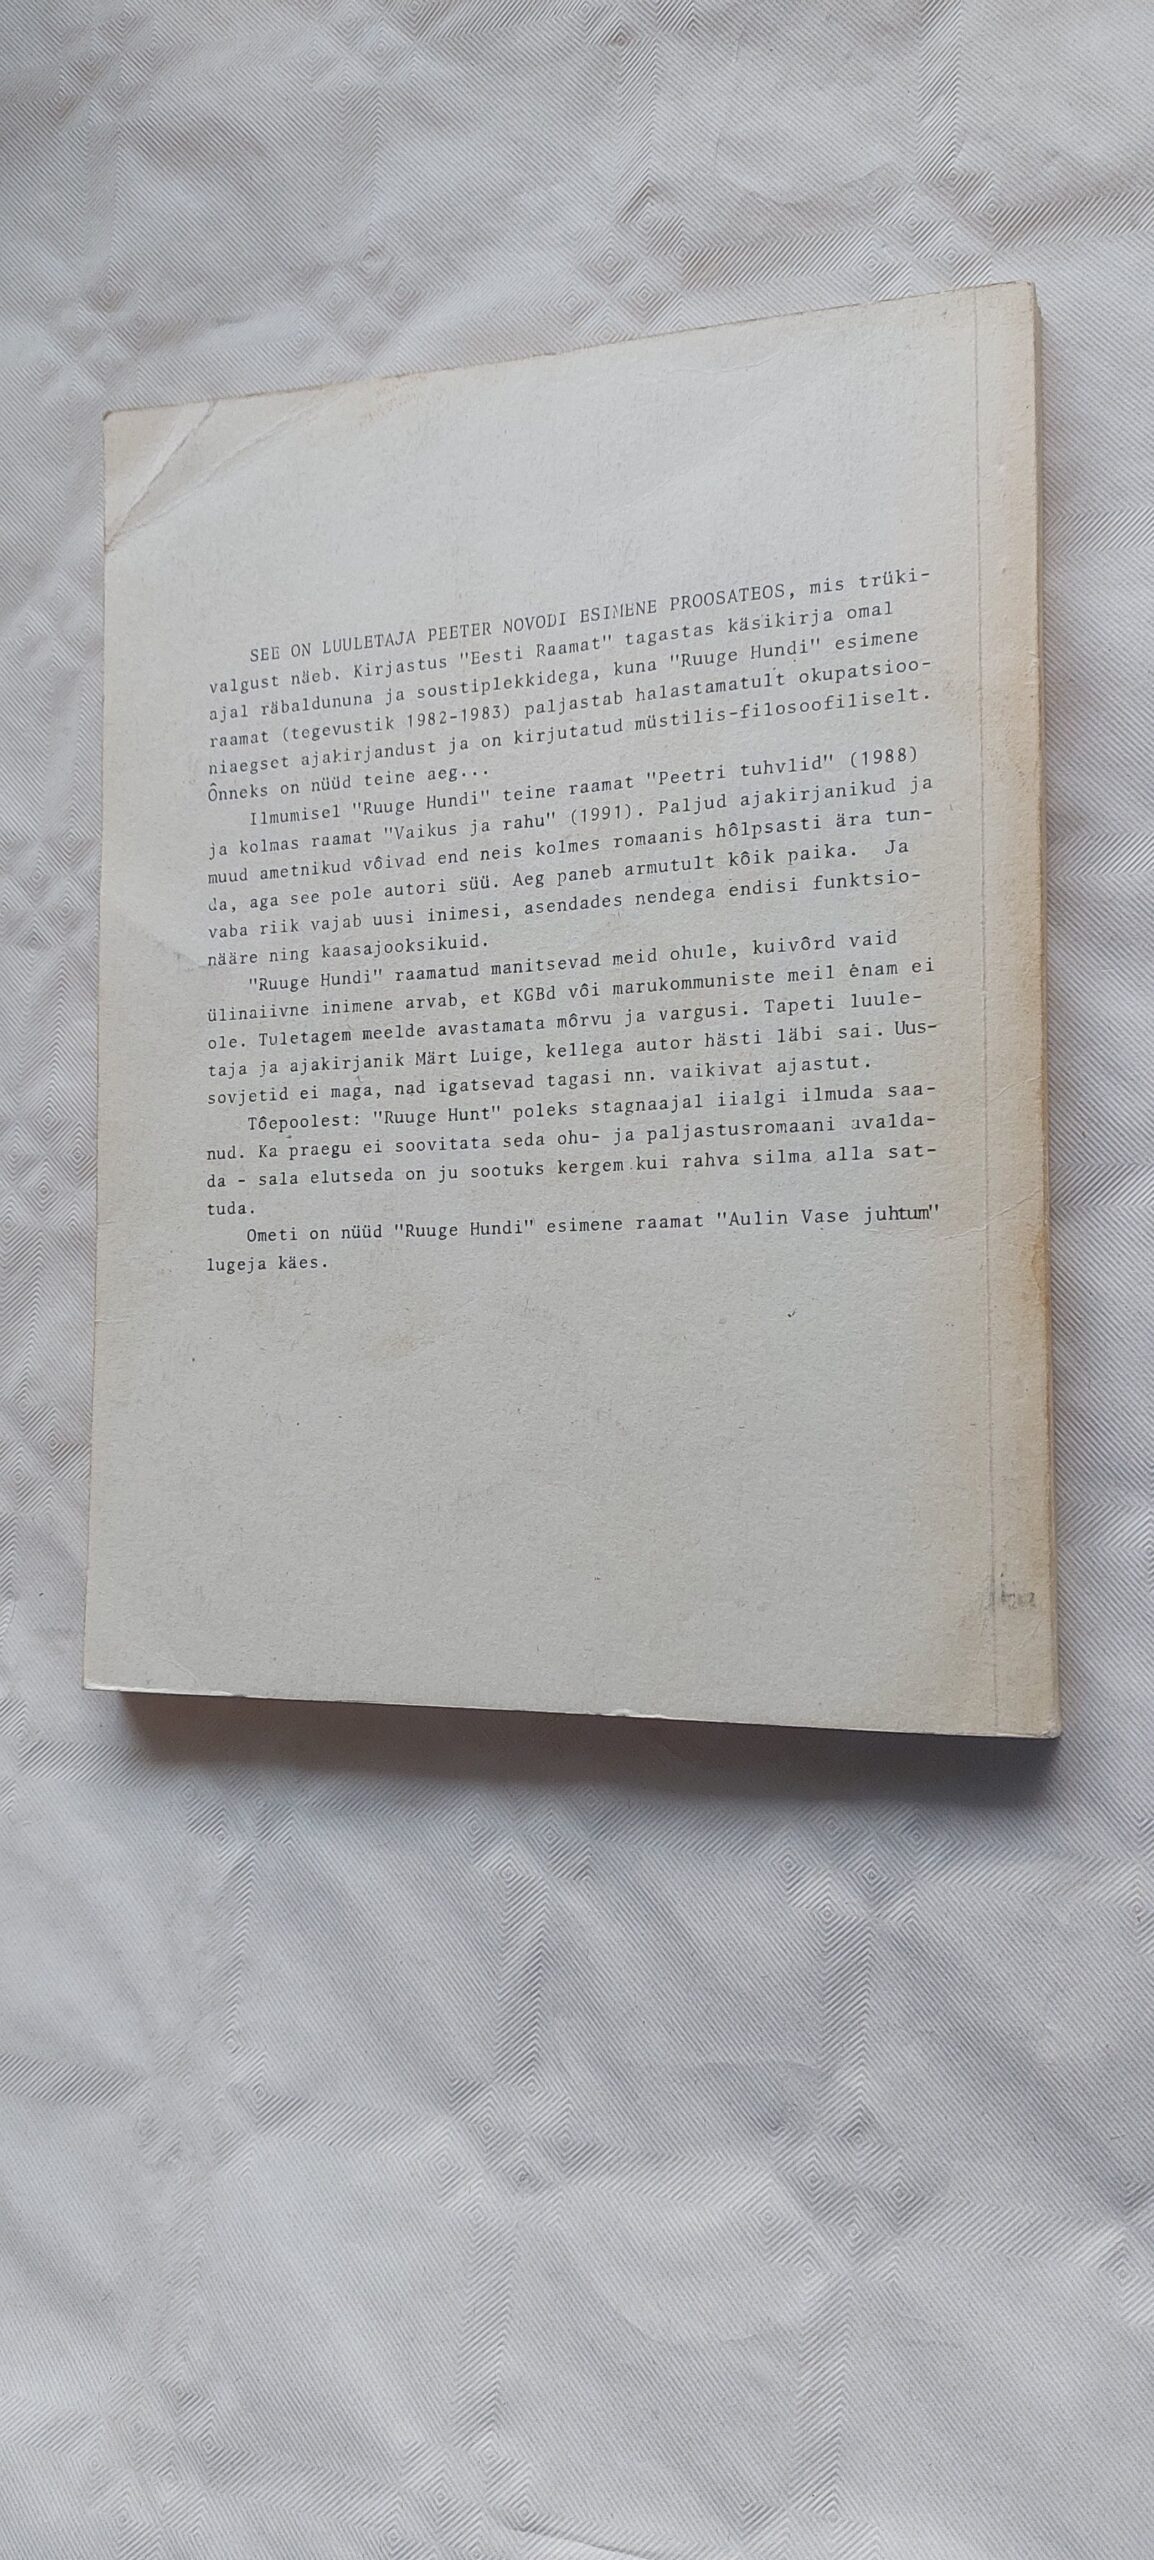 SEE ON LUULETAJA PEETER NOVODI ESIMENE PROOSATEOS, mis trüki-
valgust näeb. Kirjastus "Eesti Raamat" tagastas käsikirja omal
ajal räbaldununa ja soustiplekkidega, kuna "Ruuge Hundi" esimene
raamat (tegevustik 1982-1983) paljastab halastamatult okupatsioo-
niaegset ajakirjandust ja on kirjutatud müstilis-filosoofiliselt.
Ônneks on nüüd teine aeg...
Ilmumisel "Ruuge Hundi" teine raamat "Peetri tuhvlid" (1988)
ja kolmas raamat "Vaikus ja rahu" (1991). Paljud ajakirjanikud ja
muud ametnikud vôivad end neis kolmes romaanis hôlpsasti ära tun-
da, aga see pole autori süü. Aeg paneb armutult kôik paika. Ja
vaba riik vajab uusi inimesi, asendades nendega endisi funktsio-
nääre ning kaasajooksikuid.
"Ruuge Hundi" raamatud manitsevad meid ohule, kuivôrd vaid
ülinaiivne inimene arvab, et KGBd vôi marukommuniste meil enam ei
ole. Tuletagem meelde avastamata môrvu ja vargusi. Tapeti luule-
taja ja ajakirjanik Märt Luige, kellega autor hästi läbi sai. Uus-
sovjetid ei maga, nad igatsevad tagasi nn. vaikivat ajastut.
Tôepoolest: "Ruuge Hunt" poleks stagnaajal iialgi ilmuda saa-
nud. Ka praegu ei soovitata seda ohu- ja paljastusromaani avalda-
da - sala elutseda on ju sootuks kergem kui rahva silma alla sat-
tuda.
Ometi on nüüd "Ruuge Hundi" esimene raamat "Aulin Vase juhtum"
lugeja käes.